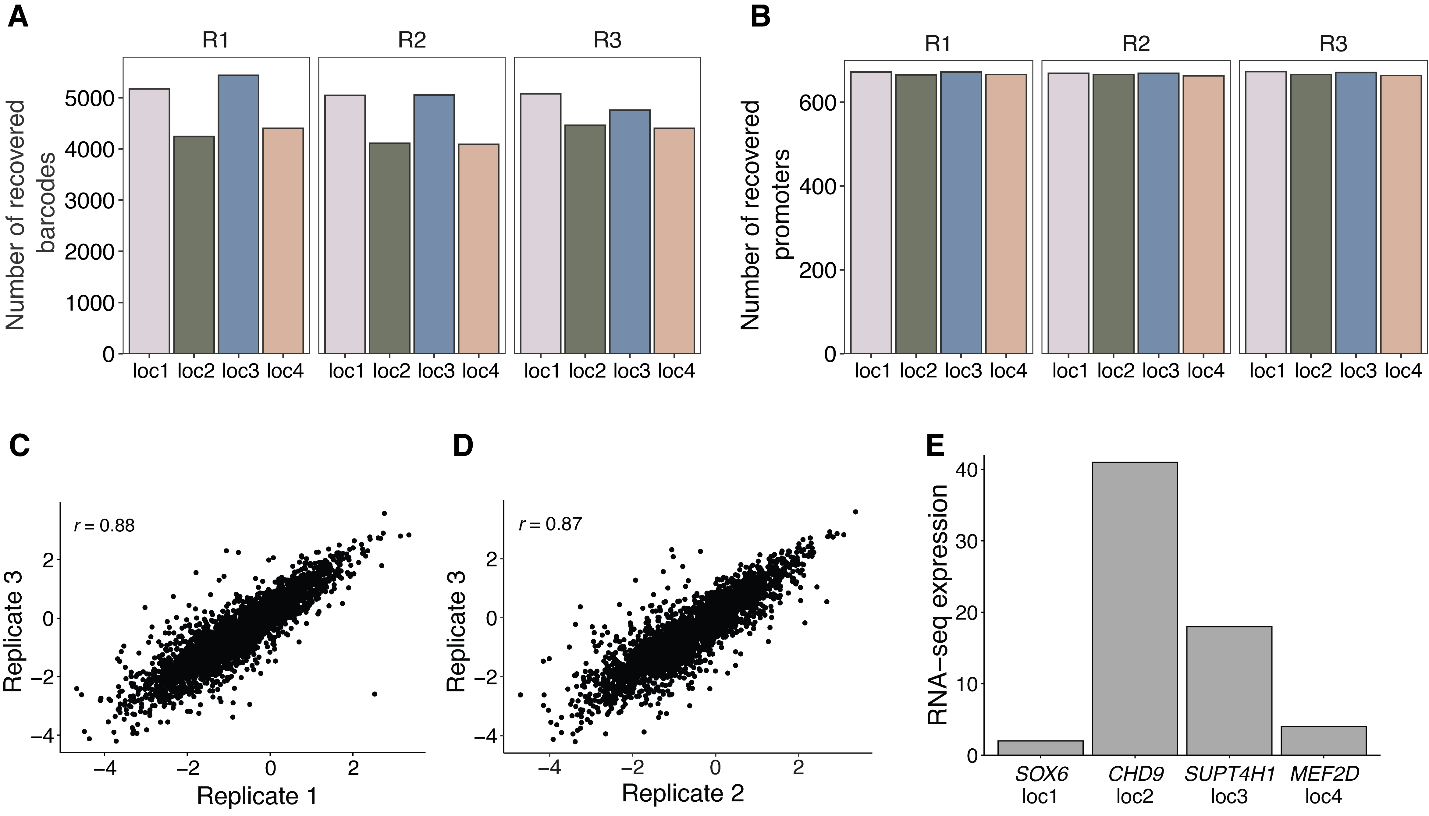 A
R1 R2 R3
Number of recovered
barcodes
5000
4000
3000
2000
1000
0
loc1 loc2 loc3 loc4 loc1 loc2 loc3 loc4 loc1 loc2 loc3 loc4
B
R1 R2 R3
Number of recovered
promoters
600
400
200
0
loc1 loc2 loc3 loc4 loc1 loc2 loc3 loc4 loc1 loc2 loc3 loc4
C
r = 0.88
Replicate 3
2
0
−2
−4
−4 −2 0 2
Replicate 1
D
r = 0.87
Replicate 3
2
0
−2
−4
−4 −2 0 2
Replicate 2
E
RNA−seq expression
40
30
20
10
0
SOX6 CHD9 SUPT4H1 MEF2D
loc1 loc2 loc3 loc4